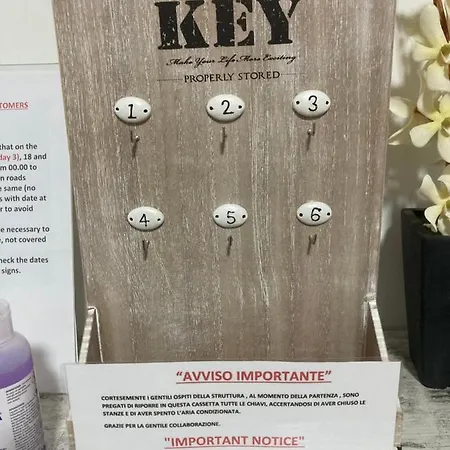 KEY
Make Your Life More Exciting
PROPERLY STORED
1 2 3
4 5 6
TOMERS
that on the
day 3), 18 and
m 00.00 to
n roads
e same (no
s with date at
r to avoid
be necessary to
, not covered
heck the dates
signs.
“AVVISO IMPORTANTE”
CORTESEMENTE I GENTILI OSPITI DELLA STRUTTURA , AL MOMENTO DELLA PARTENZA , SONO
PREGATI DI RIPORRE IN QUESTA CASSETTA TUTTE LE CHIAVI, ACCERTANDOSI DI AVER CHIUSO LE
STANZE E DI AVER SPENTO L'ARIA CONDIZIONATA.
GRAZIE PER LA GENTILE COLLABORAZIONE.
"IMPORTANT NOTICE"